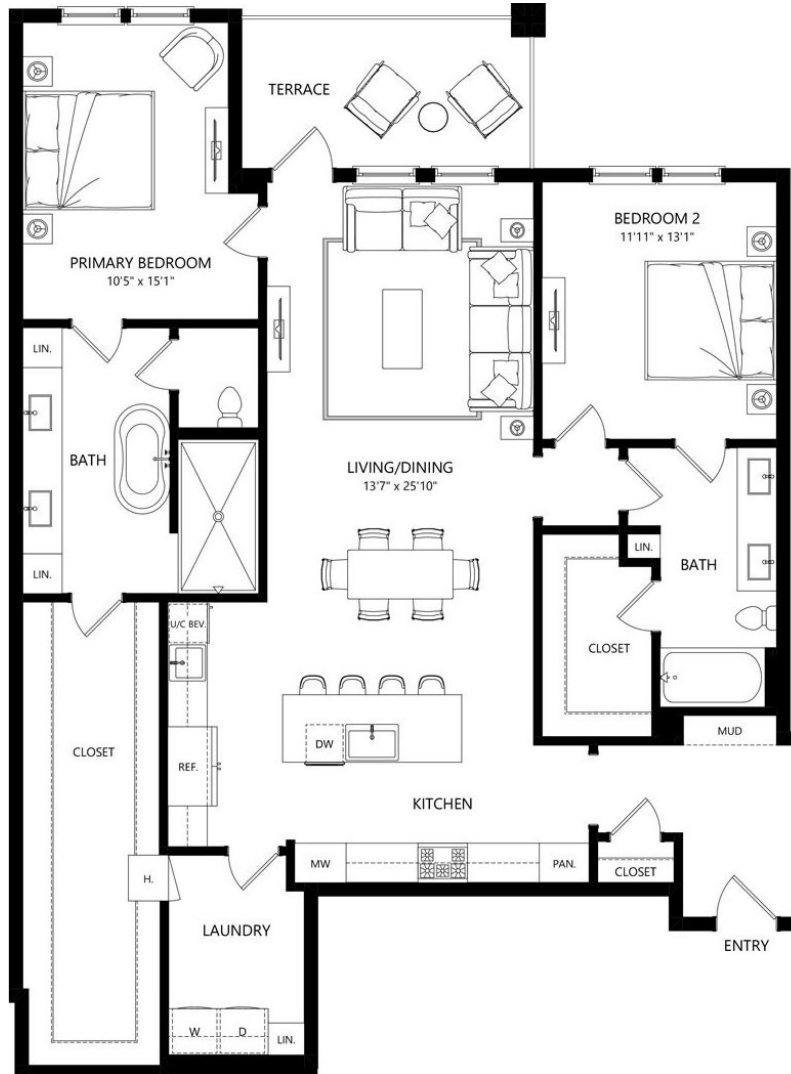 TERRACE
PRIMARY BEDROOM
10'5" x 15'1"
BEDROOM 2
11'11" x 13'1"
LIN.
BATH
LIN.
LIVING/DINING
13'7" x 25'10"
LIN.
BATH
CLOSET
U/C BEV.
REF.
DW
CLOSET
MUD
KITCHEN
MW
PAN.
CLOSET
H.
LAUNDRY
ENTRY
W
D
LIN.